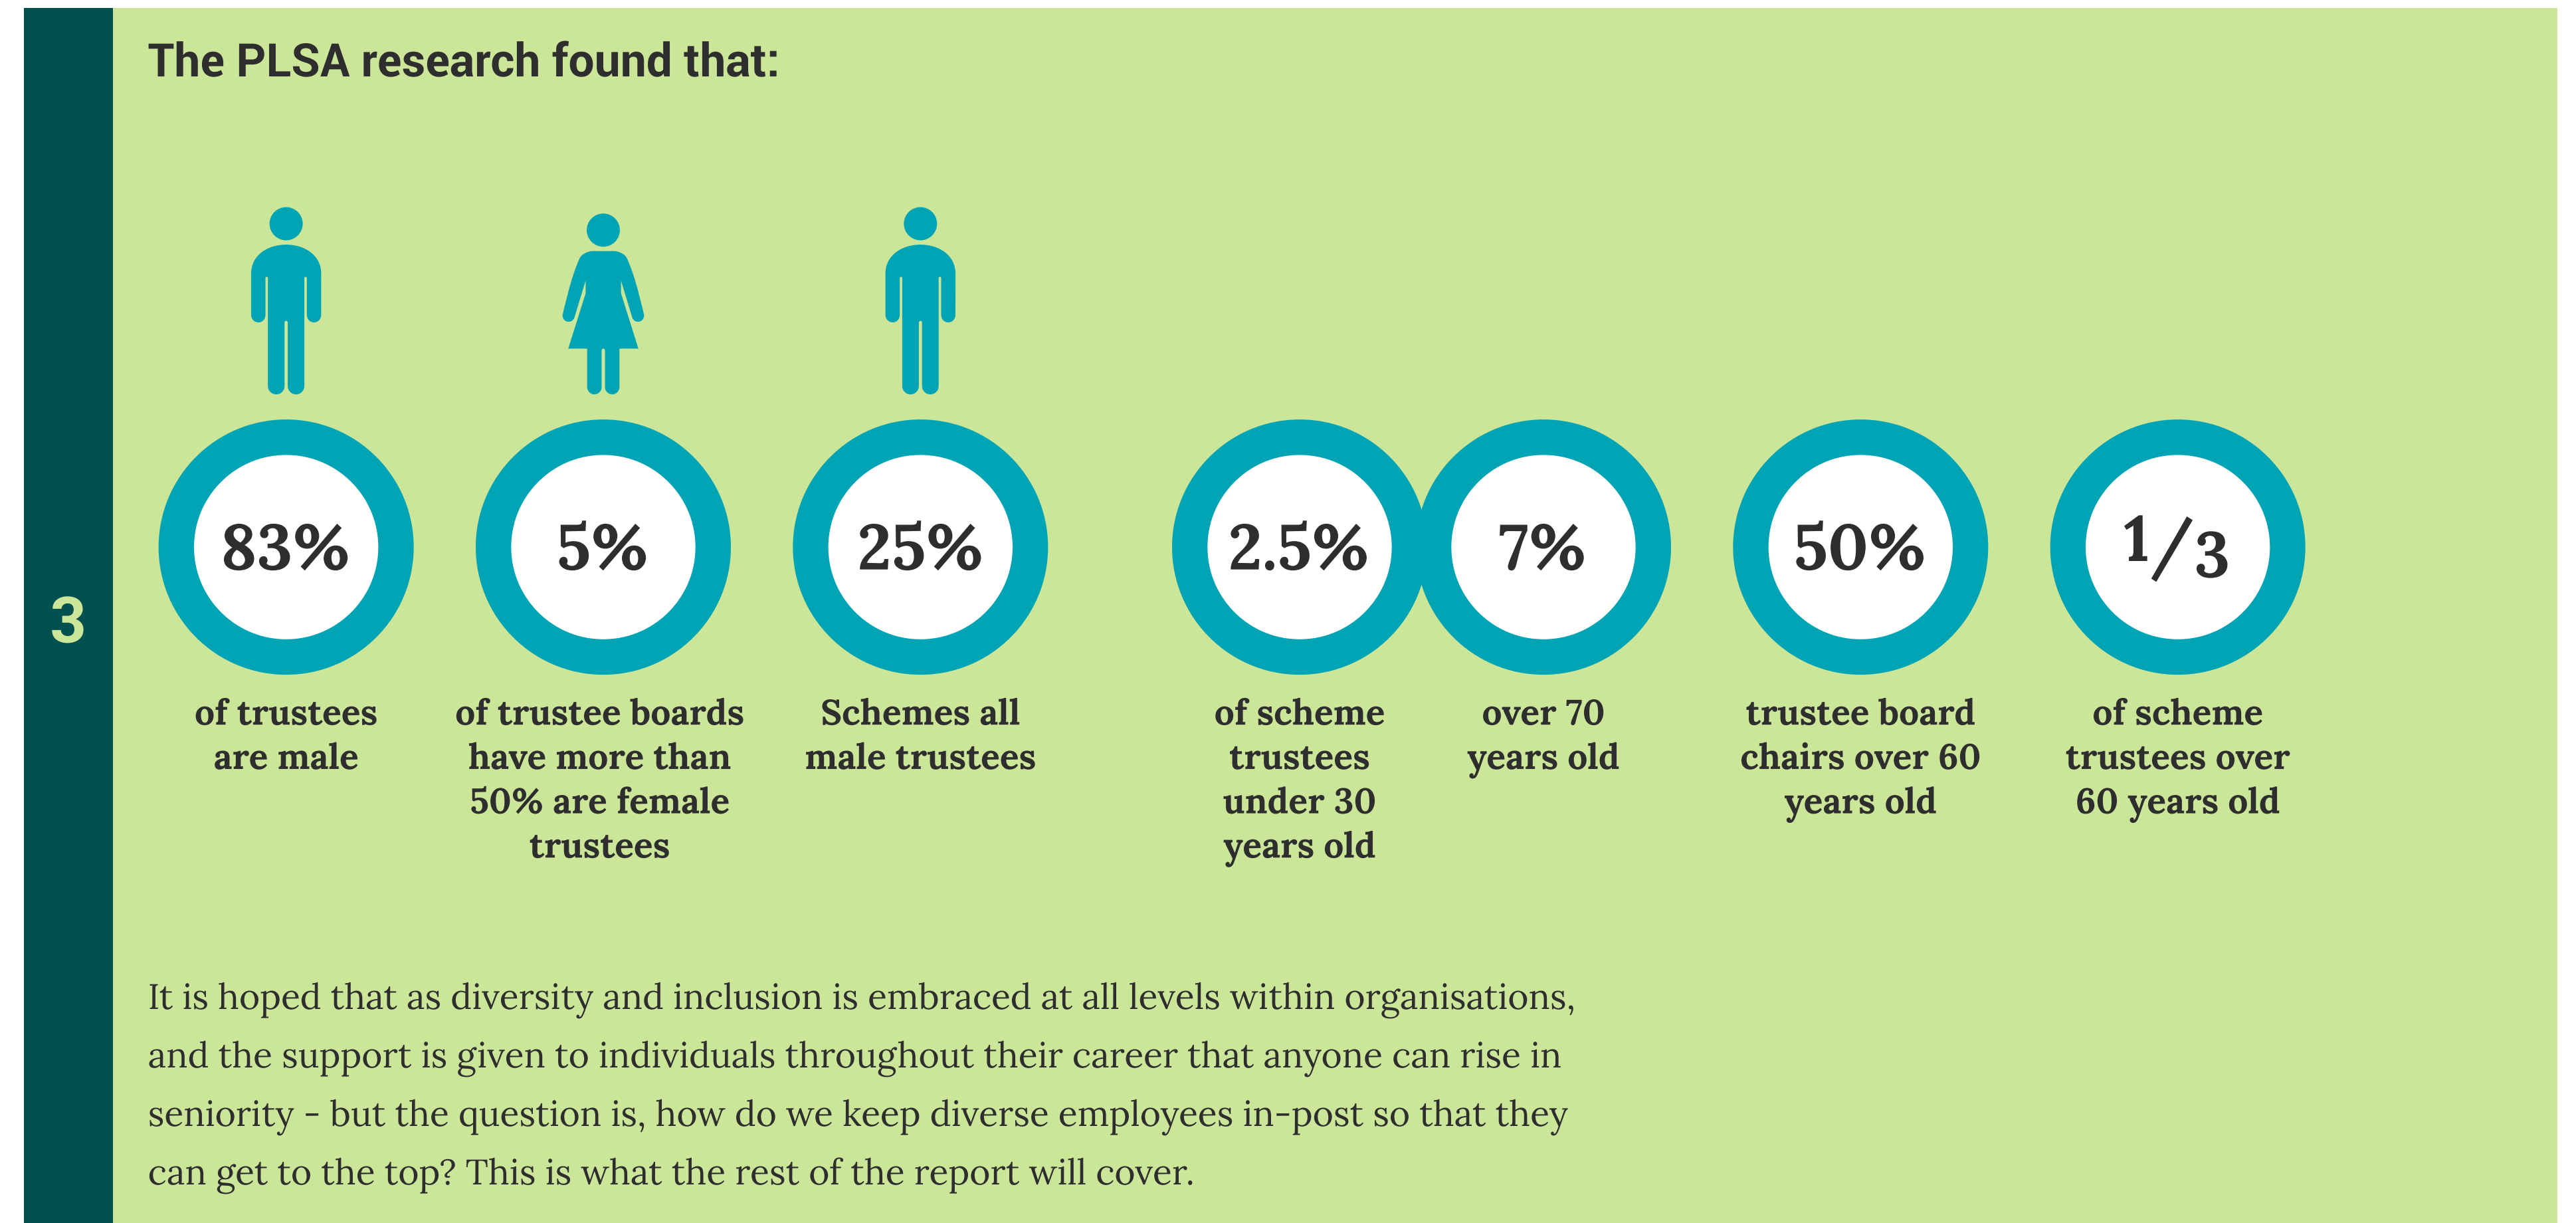 The PLSA research found that:
3
83%
of trustees
are male
5%
of trustee boards
have more than
50% are female
trustees
25%
Schemes all
male trustees
2.5%
of scheme
trustees
under 30
years old
7%
over 70
years old
50%
trustee board
chairs over 60
years old
1/3
of scheme
trustees over
60 years old
It is hoped that as diversity and inclusion is embraced at all levels within organisations,
and the support is given to individuals throughout their career that anyone can rise in
seniority - but the question is, how do we keep diverse employees in-post so that they
can get to the top? This is what the rest of the report will cover.